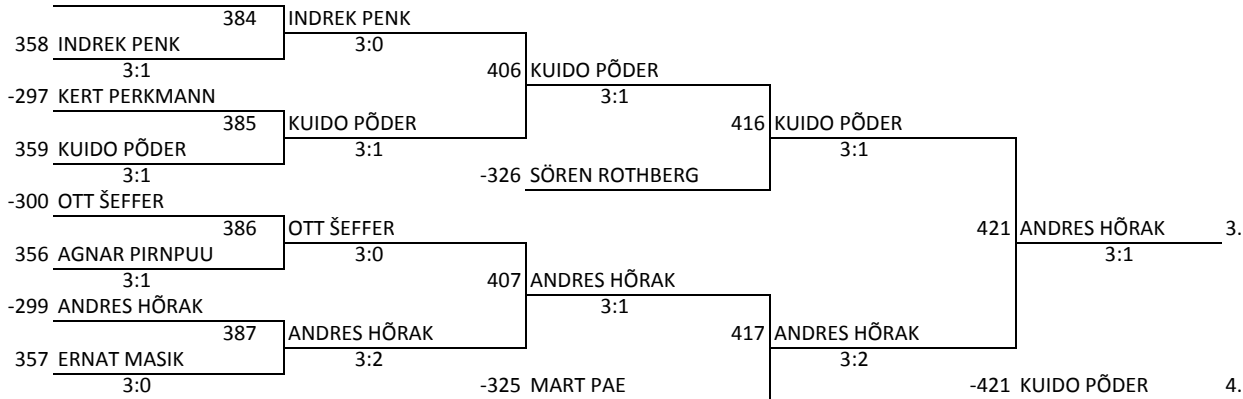 384 INDREK PENK
358 INDREK PENK 3:0
3:1 406 KUIDO PÕDER
-297 KERT PERKMANN 3:1
385 KUIDO PÕDER 416 KUIDO PÕDER
359 KUIDO PÕDER 3:1 3:1
3:1 -326 SÖREN ROTHBERG
-300 OTT ŠEFFER
386 OTT ŠEFFER 421 ANDRES HÕRAK 3.
356 AGNAR PIRNPUU 3:0 3:1
3:1 407 ANDRES HÕRAK
-299 ANDRES HÕRAK 3:1
387 ANDRES HÕRAK 417 ANDRES HÕRAK
357 ERNAT MASIK 3:2 3:2
3:0 -325 MART PAE -421 KUIDO PÕDER 4.